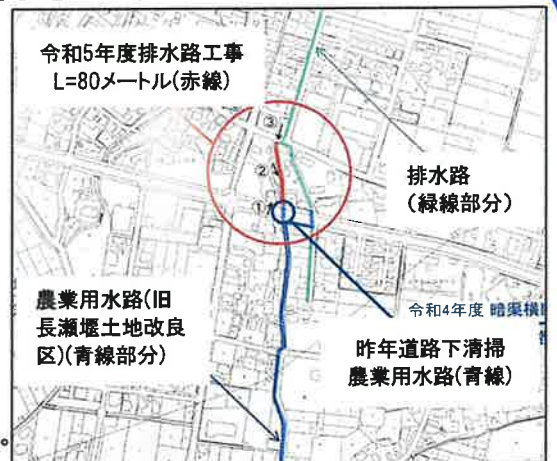 令和5年度排水路工事
L=80メートル(赤線)
③
②
①
排水路
(緑線部分)
農業用水路(旧
長瀬堰土地改良
区)(青線部分)
令和4年度 暗渠横
昨年道路下清掃
農業用水路(青線)
。